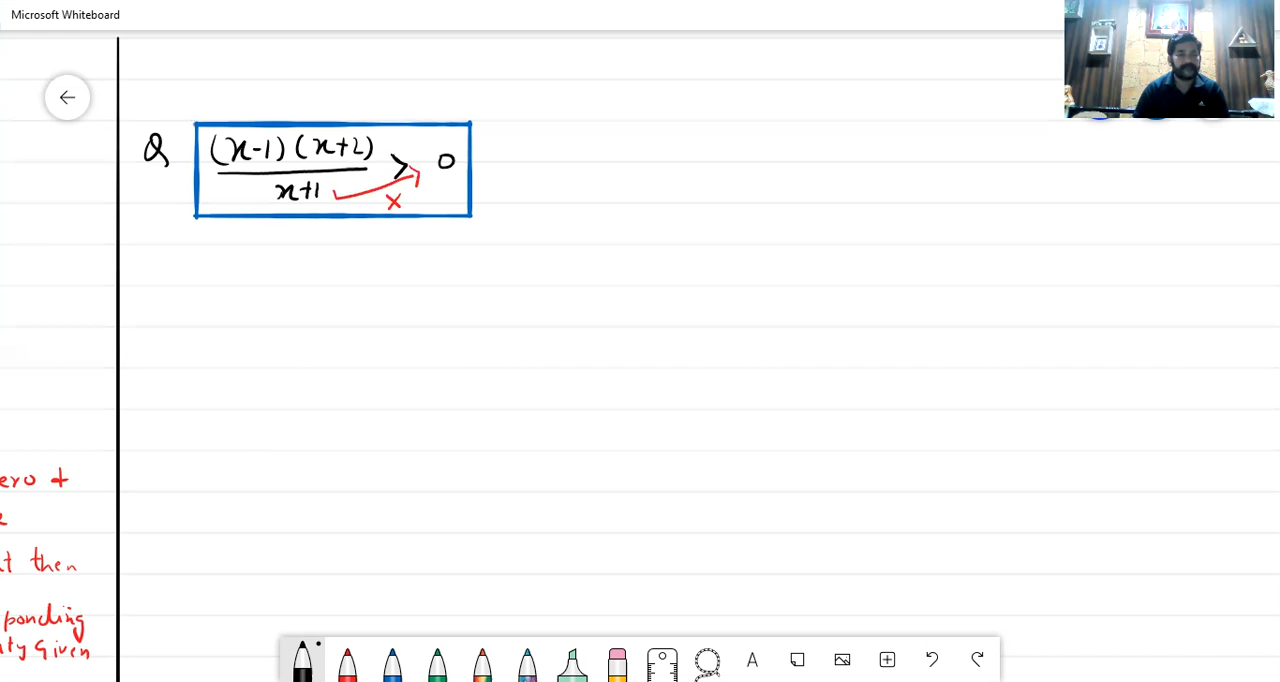 Microsoft Whiteboard
Q (x-1)(x+2)/x+1 > 0
x
ero +
t then
ponding
ty given
A